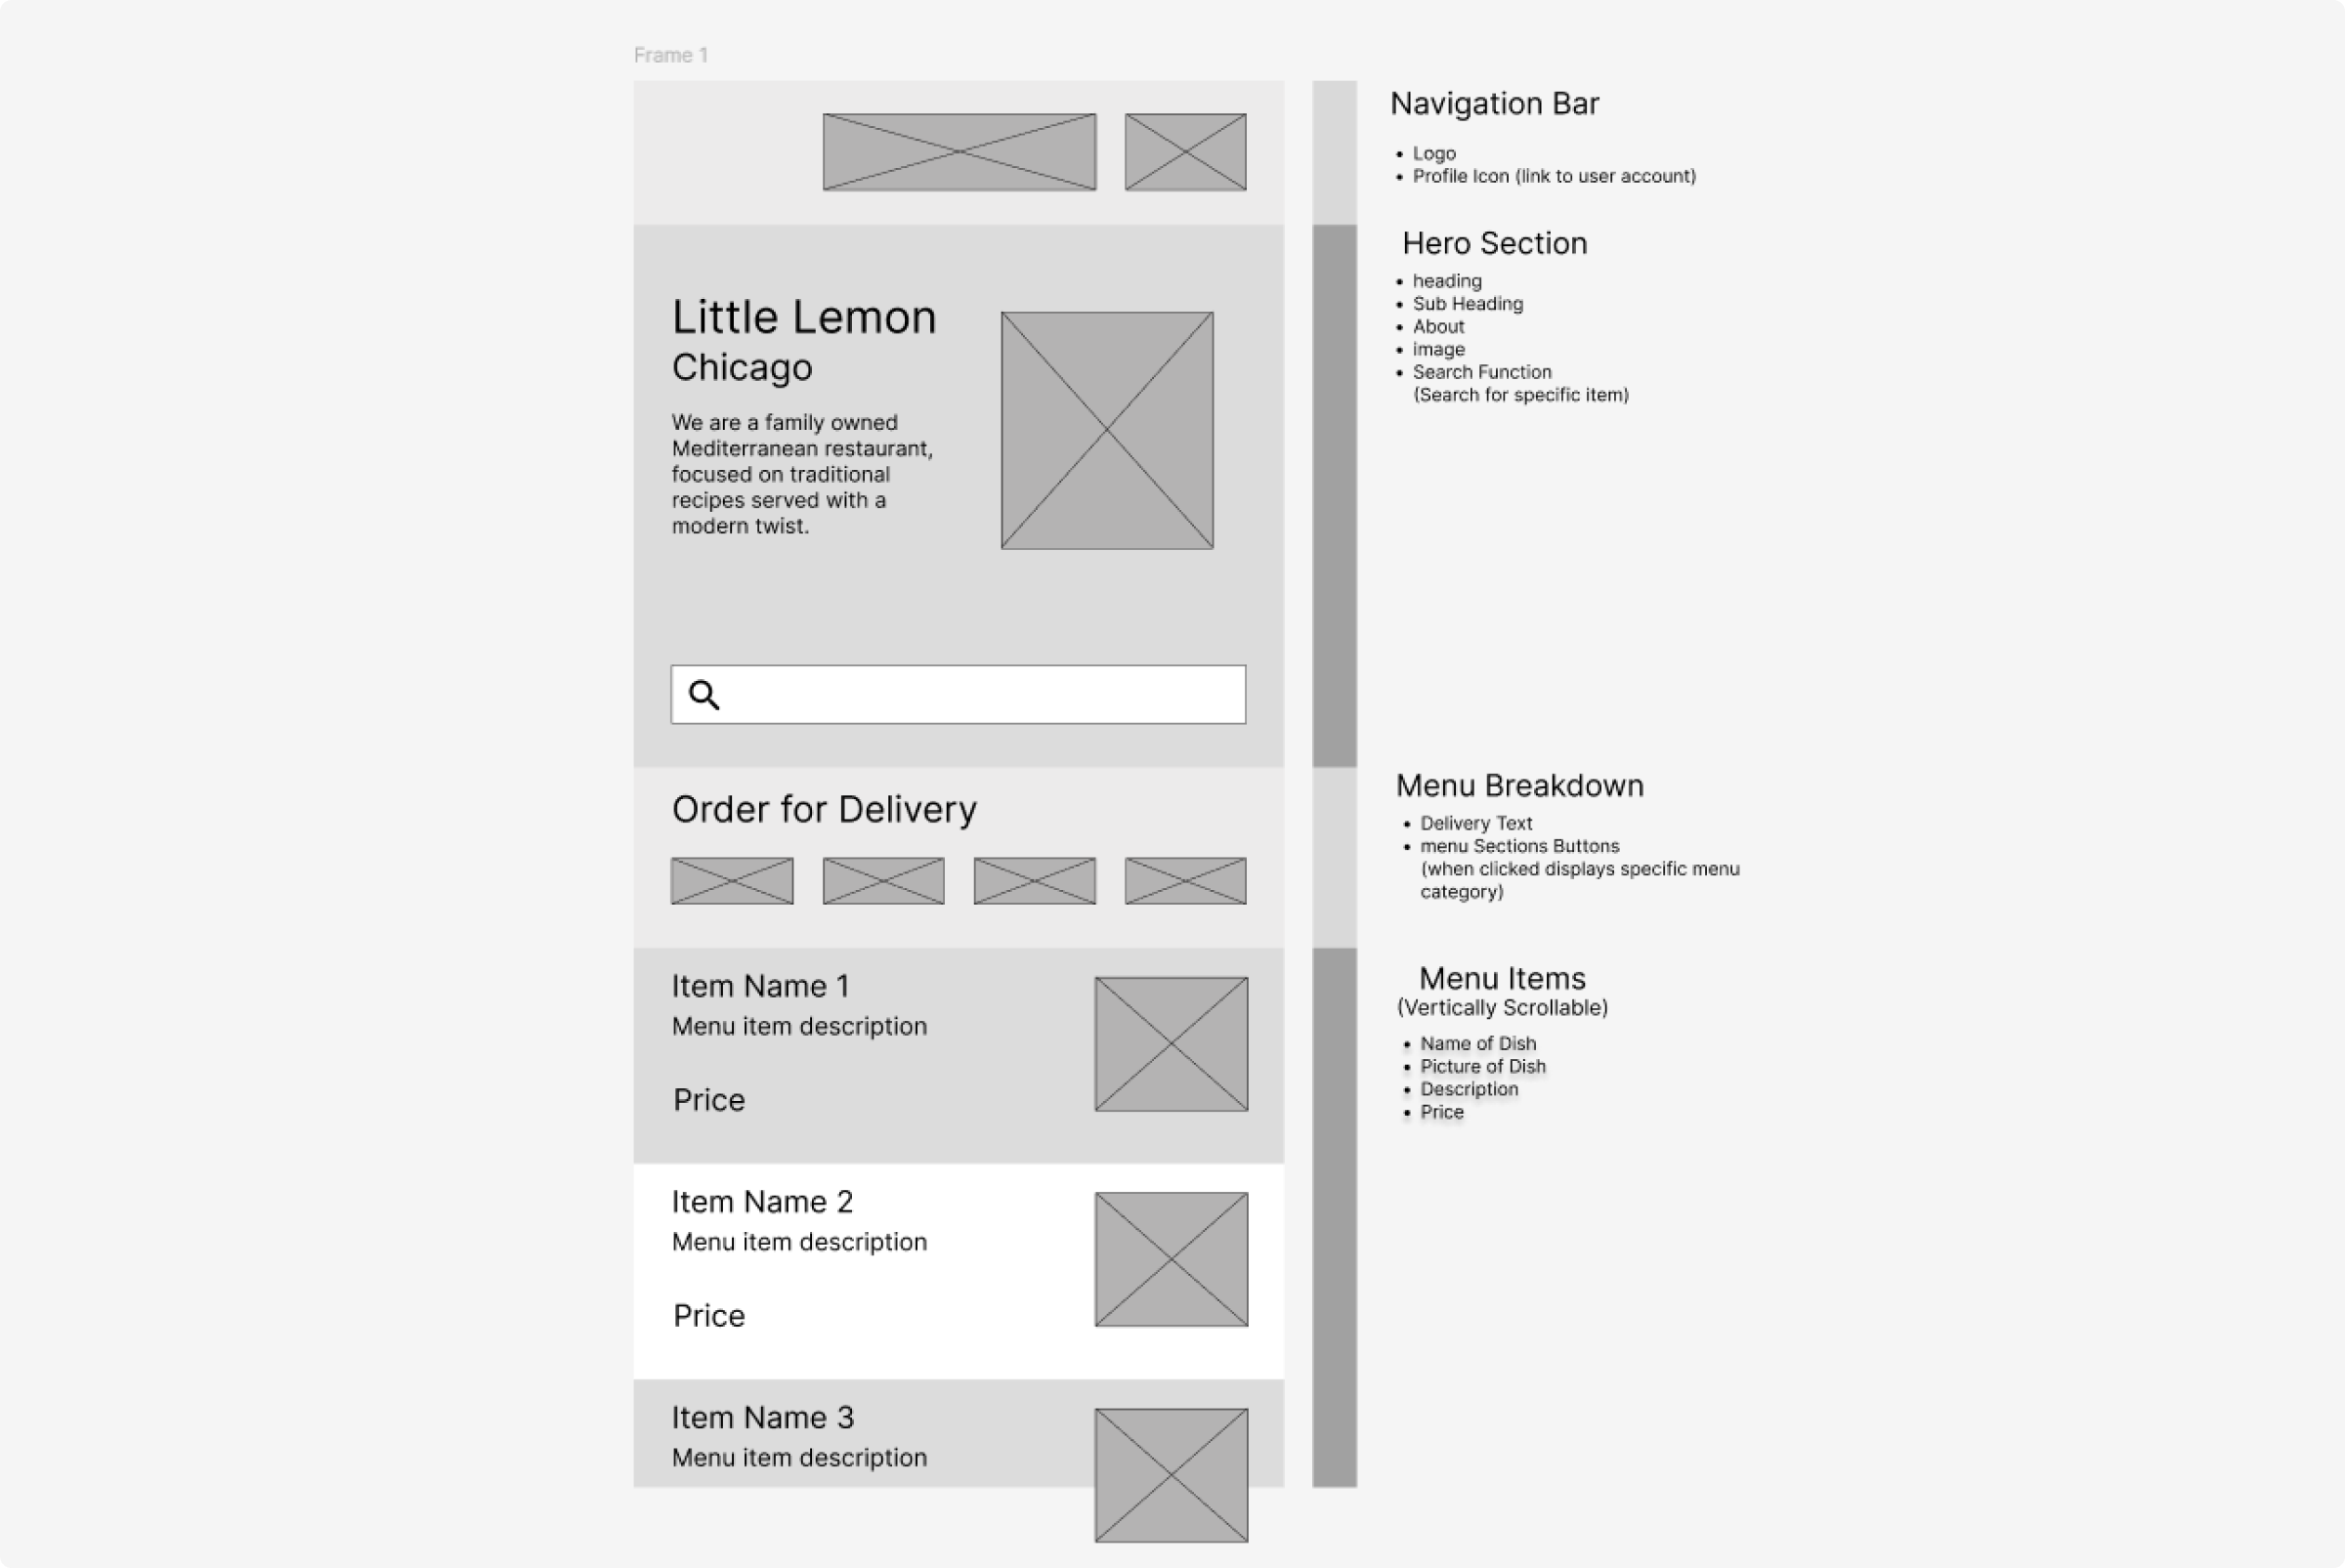 Frame 1
Navigation Bar
• Logo
• Profile Icon (link to user account)
Hero Section
• heading
• Sub Heading
• About
• image
• Search Function
(Search for specific item)
Little Lemon
Chicago
We are a family owned
Mediterranean restaurant,
focused on traditional
recipes served with a
modern twist.
Order for Delivery
Menu Breakdown
• Delivery Text
• menu Sections Buttons
(when clicked displays specific menu
category)
Item Name 1
Menu item description
Price
Menu Items
(Vertically Scrollable)
• Name of Dish
• Picture of Dish
• Description
• Price
Item Name 2
Menu item description
Price
Item Name 3
Menu item description